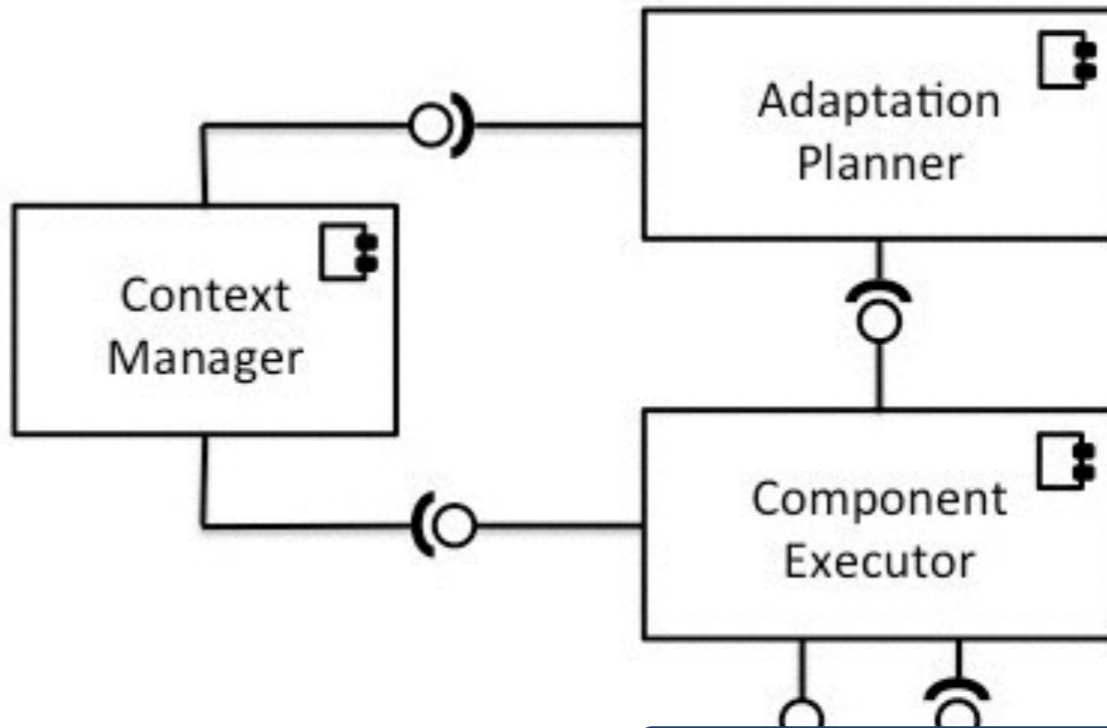 Adaptation
Planner
Context
Manager
Component
Executor